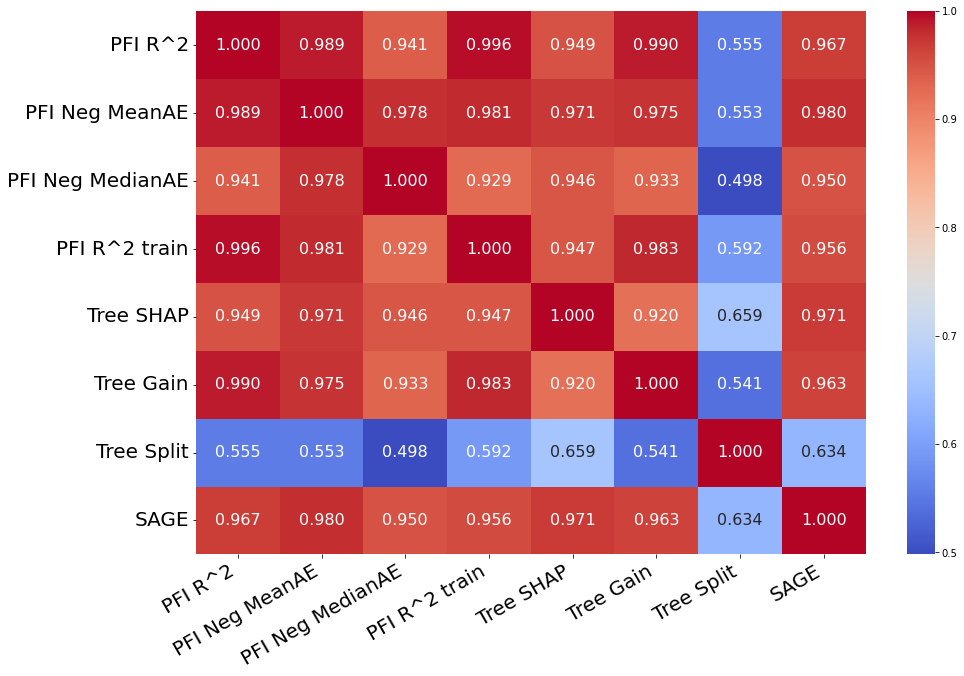 PFI R^2 1.000 0.989 0.941 0.996 0.949 0.990 0.555 0.967
PFI Neg MeanAE 0.989 1.000 0.978 0.981 0.971 0.975 0.553 0.980
PFI Neg MedianAE 0.941 0.978 1.000 0.929 0.946 0.933 0.498 0.950
PFI R^2 train 0.996 0.981 0.929 1.000 0.947 0.983 0.592 0.956
Tree SHAP 0.949 0.971 0.946 0.947 1.000 0.920 0.659 0.971
Tree Gain 0.990 0.975 0.933 0.983 0.920 1.000 0.541 0.963
Tree Split 0.555 0.553 0.498 0.592 0.659 0.541 1.000 0.634
SAGE 0.967 0.980 0.950 0.956 0.971 0.963 0.634 1.000
PFI R^2
PFI Neg MeanAE
PFI Neg MedianAE
PFI R^2 train
Tree SHAP
Tree Gain
Tree Split
SAGE
1.0
0.9
0.8
0.7
0.6
0.5